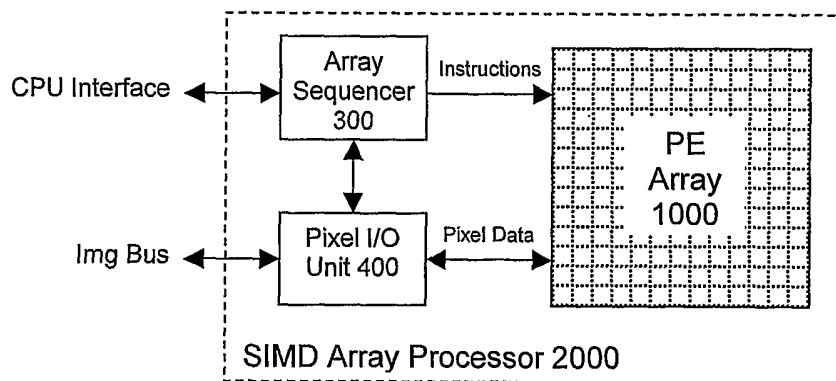 CPU Interface
Array
Sequencer
300
Instructions
PE
Array
1000
Img Bus
Pixel I/O
Unit 400
Pixel Data
SIMD Array Processor 2000